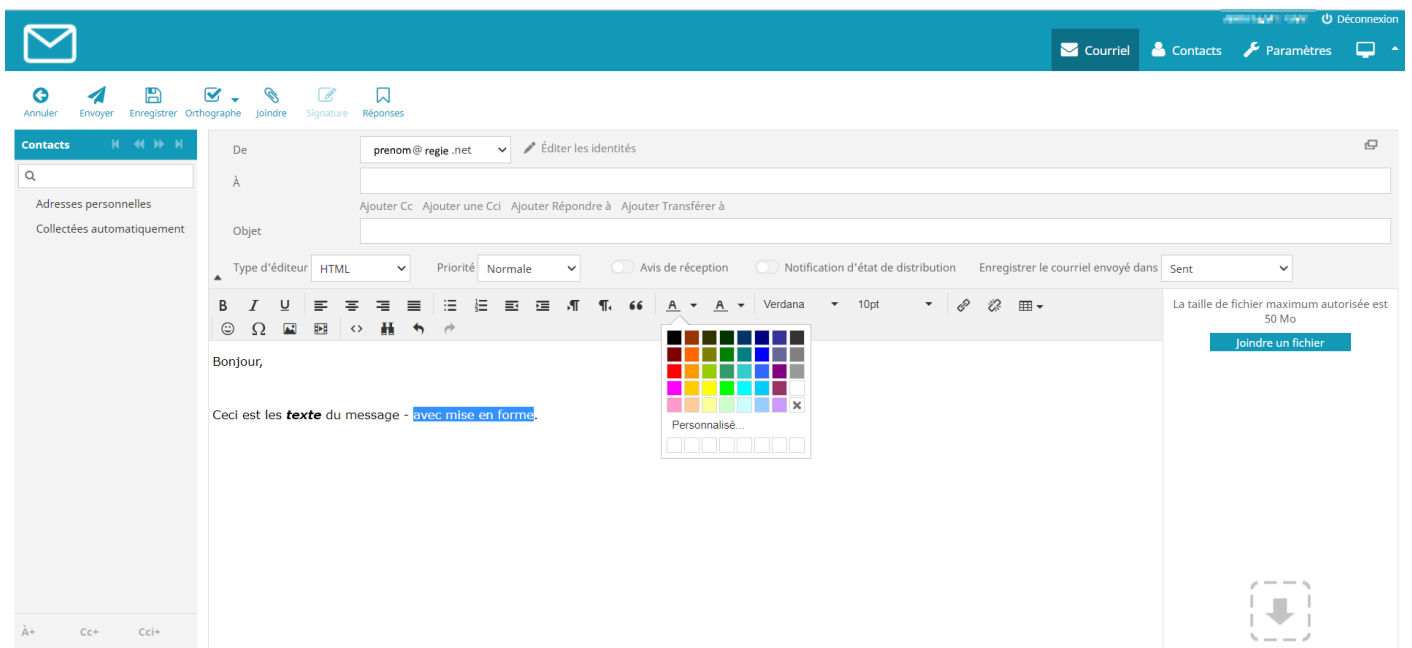 Déconnexion
Courriel Contacts Paramètres
Annuler Envoyer Enregistrer Orthographe Joindre Signature Réponses
Contacts
Adresses personnelles
Collectées automatiquement
De prenom@ regie .net Éditer les identités
À
Ajouter Cc Ajouter une Cci Ajouter Répondre à Ajouter Transférer à
Objet
Type d'éditeur HTML Priorité Normale Avis de réception Notification d'état de distribution Enregistrer le courriel envoyé dans Sent
B I U A A Verdana 10pt
Ω
Personnalisé...
Bonjour,
Ceci est les texte du message - avec mise en forme.
La taille de fichier maximum autorisée est
50 Mo
Joindre un fichier
À+ Cc+ Cci+